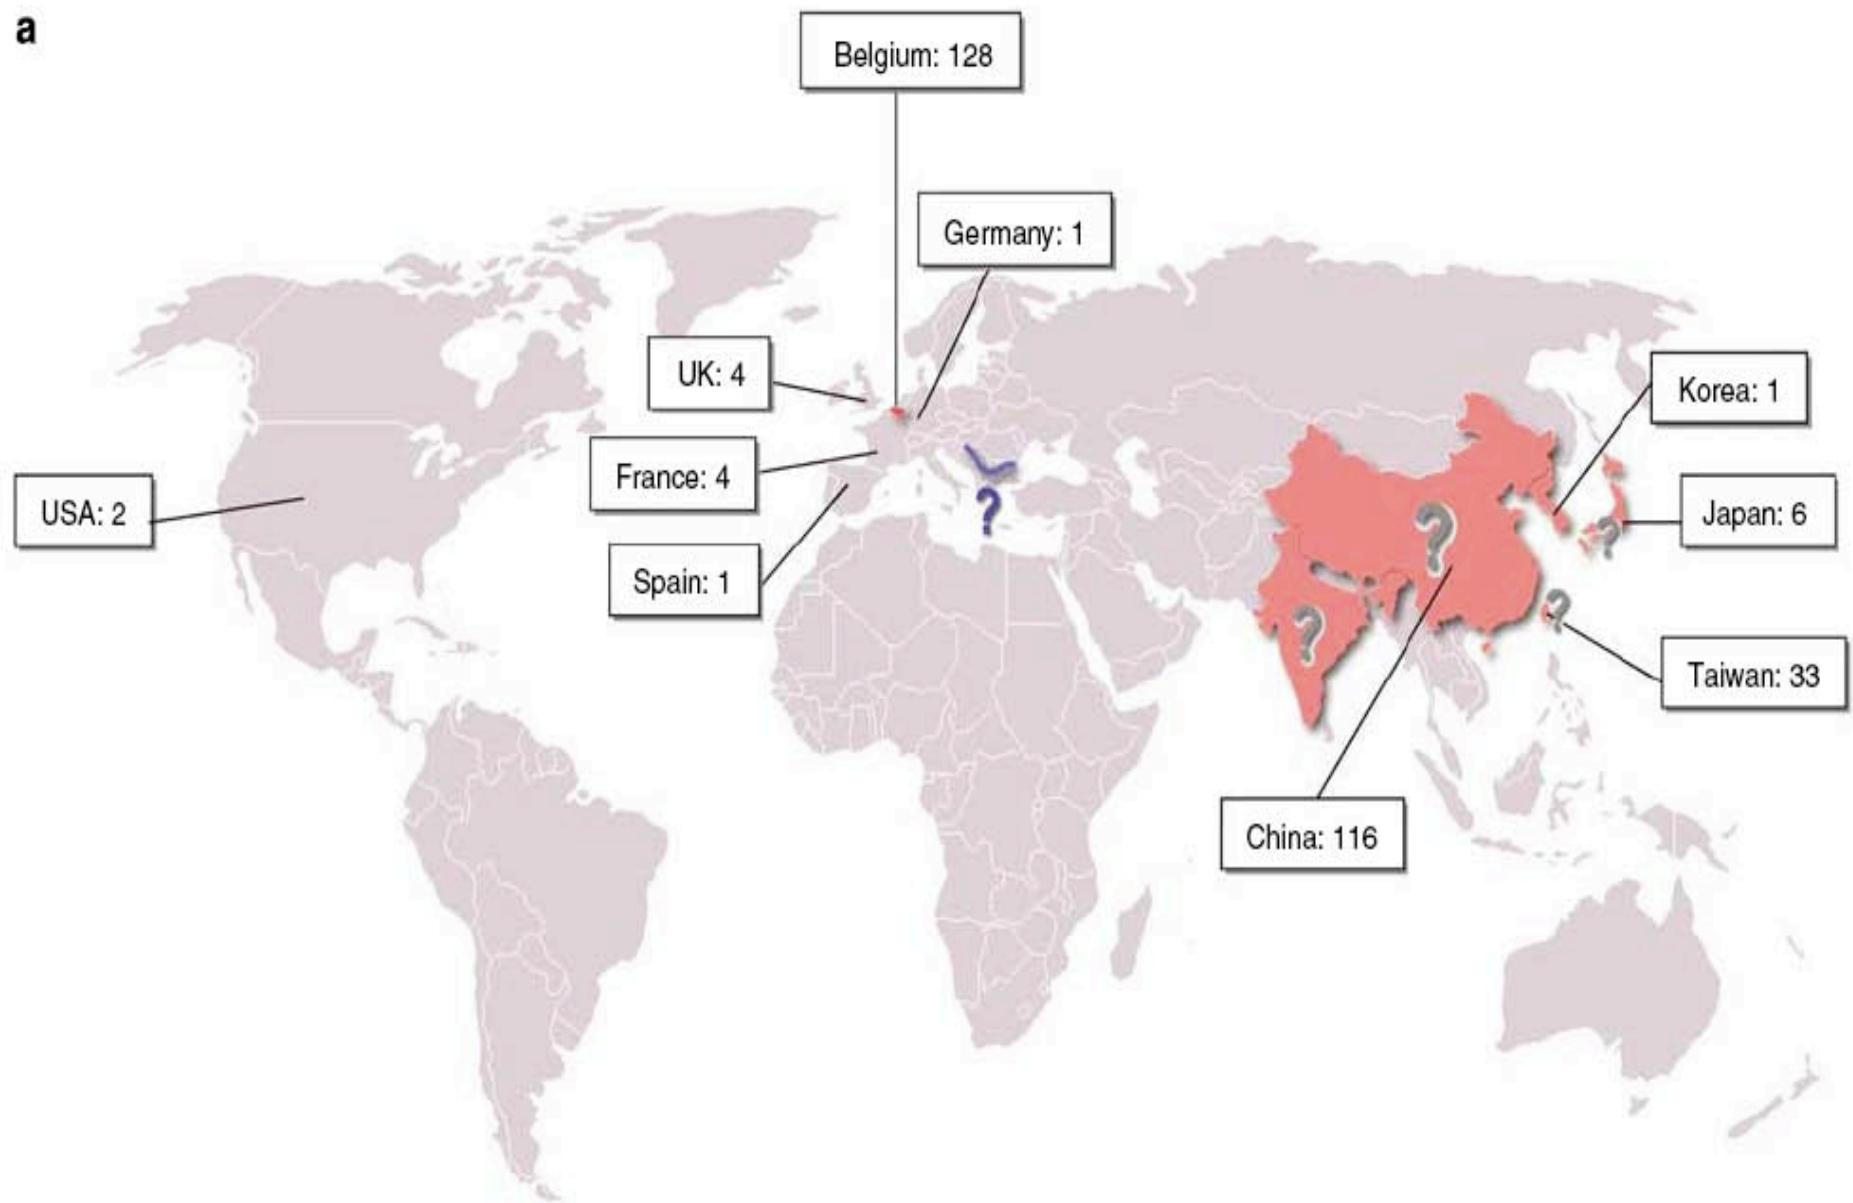 a
Belgium: 128
Germany: 1
UK: 4
Korea: 1
France: 4
USA: 2
Japan: 6
?
?
?
Spain: 1
?
?
Taiwan: 33
China: 116